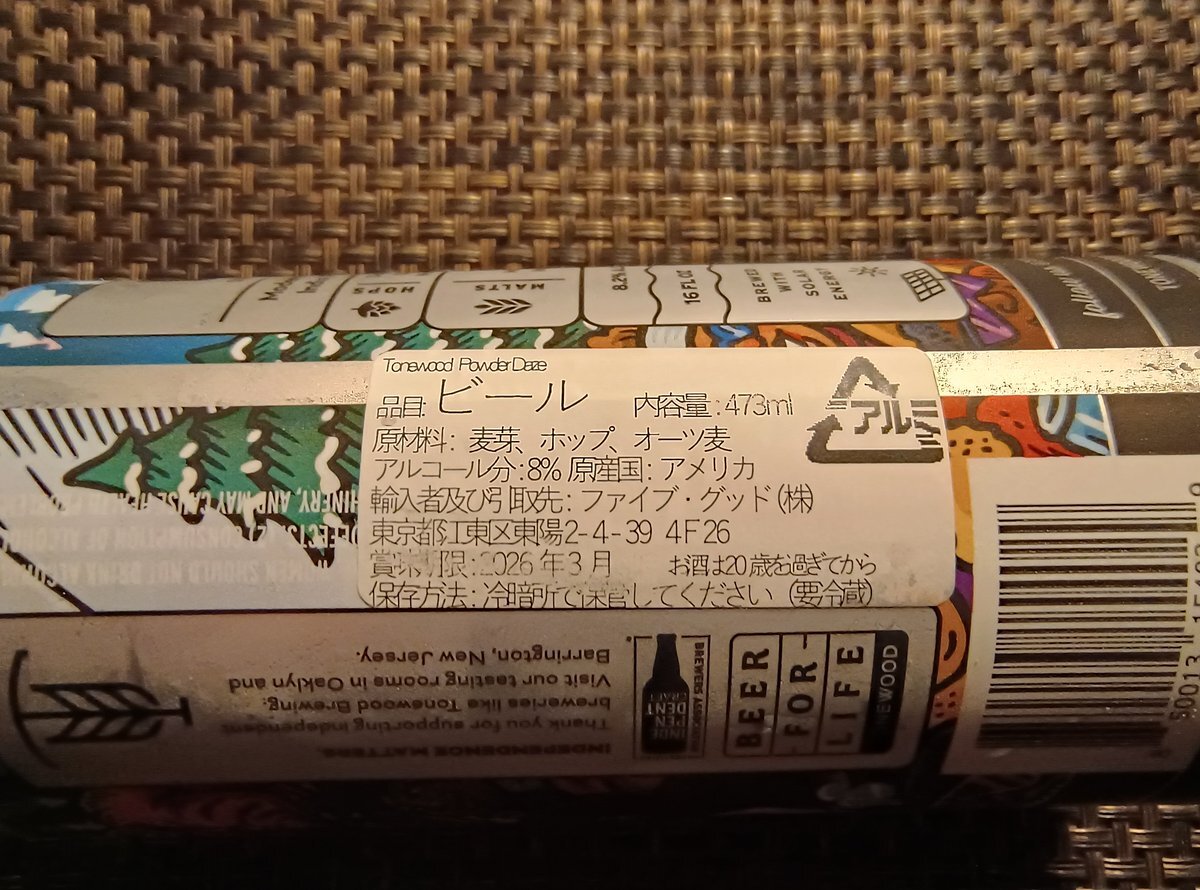 Tonewood Powder Daze
品目: ビール 内容量:473ml
原材料: 麦芽、ホップ、オーツ麦
アルコール分:8% 原産国:アメリカ
輸入者及び引取先:ファイブ・グッド(株)
東京都江東区東陽2-4-39 4F26
賞味期限:2026年3月 お酒は20歳を過ぎてから
保存方法:冷暗所で保管してください (要冷蔵)
アルミ
HOPS
MALTS
8.2%
16 FL OZ
BREWED
WITH
SOLAR
ENERGY
INDEPENDENCE MATTERS
Thank you for supporting independent
breweries like Tonewood Brewing.
Visit our tasting rooms in Oaklyn and
Barrington, New Jersey.
BREWERS ASSOCIATION
INDE
PEN
DENT
CRAFT
BEER
FOR
LIFE
TONEWOOD